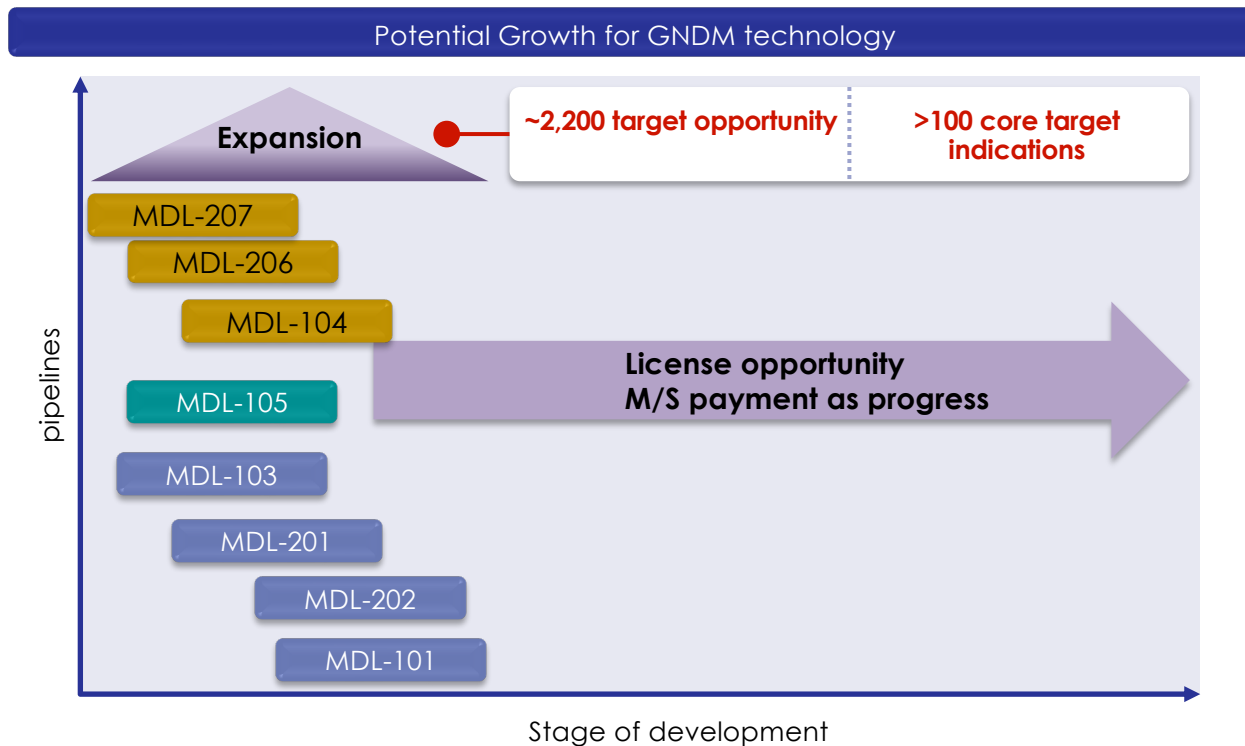 Potential Growth for GNDM technology
Expansion
~2,200 target opportunity
>100 core target
indications
MDL-207
MDL-206
MDL-104
License opportunity
M/S payment as progress
MDL-105
MDL-103
MDL-201
MDL-202
MDL-101
pipelines
Stage of development